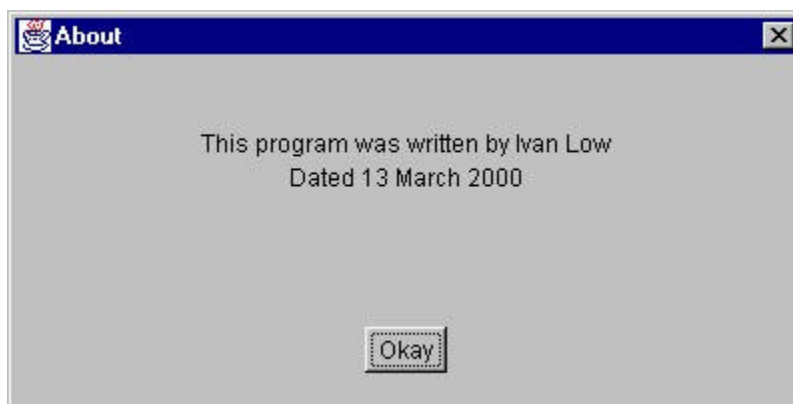 About
This program was written by Ivan Low
Dated 13 March 2000
Okay